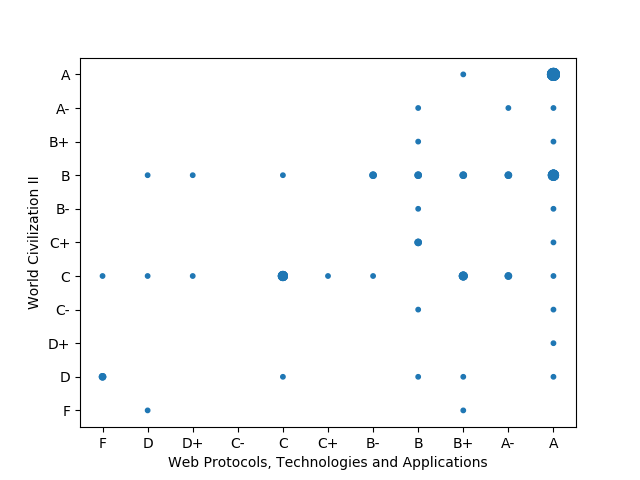 A
A-
B+
B
B-
C+
C
C-
D+
D
F
World Civilization II
F D D+ C- C C+ B- B B+ A- A
Web Protocols, Technologies and Applications